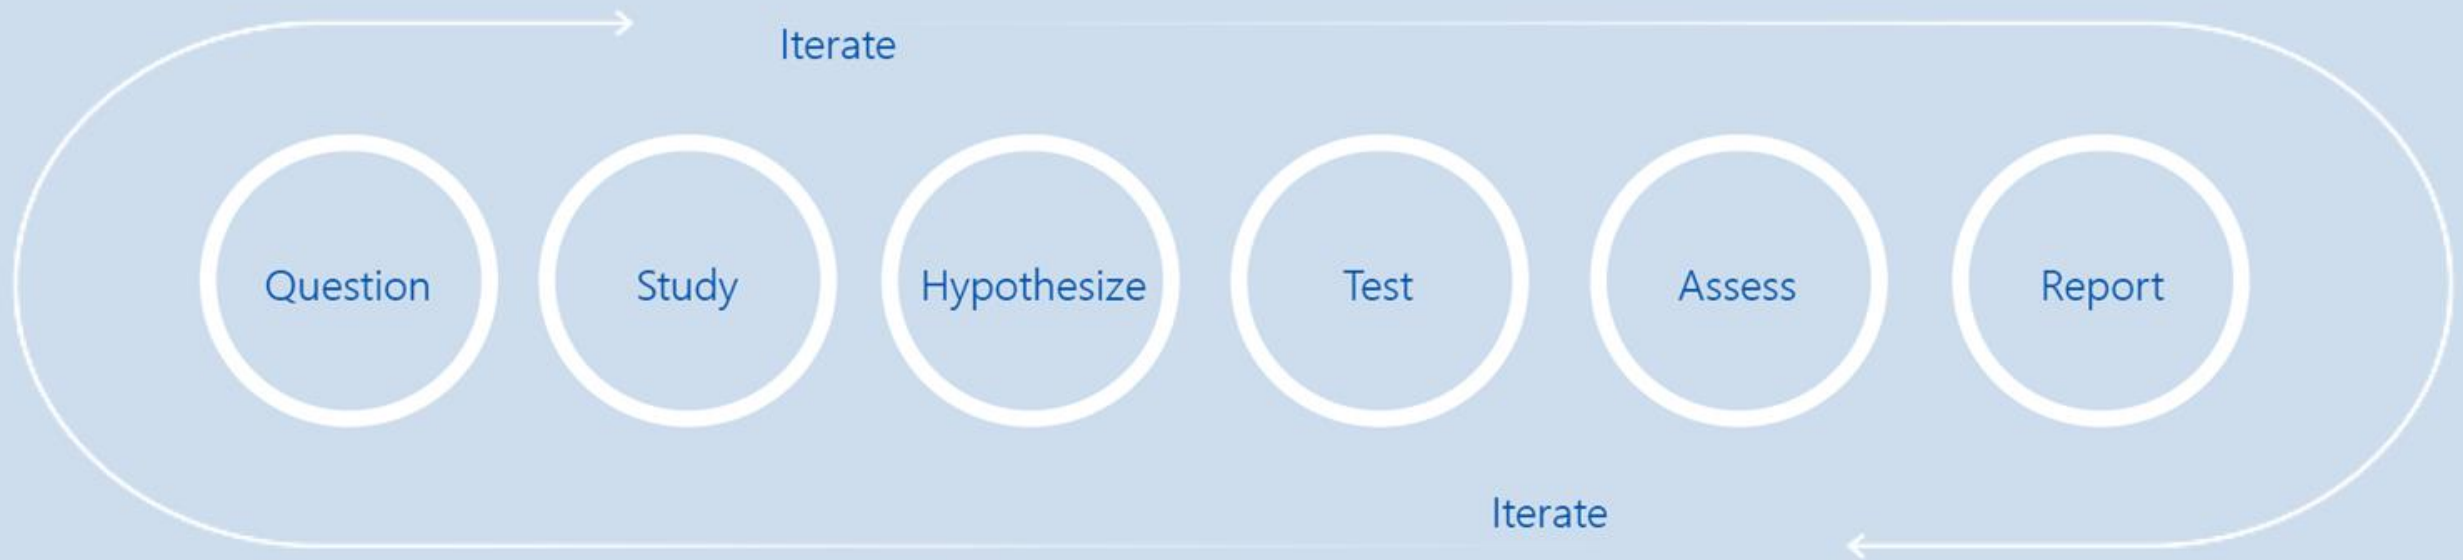 Iterate
Question
Study
Hypothesize
Test
Assess
Report
Iterate